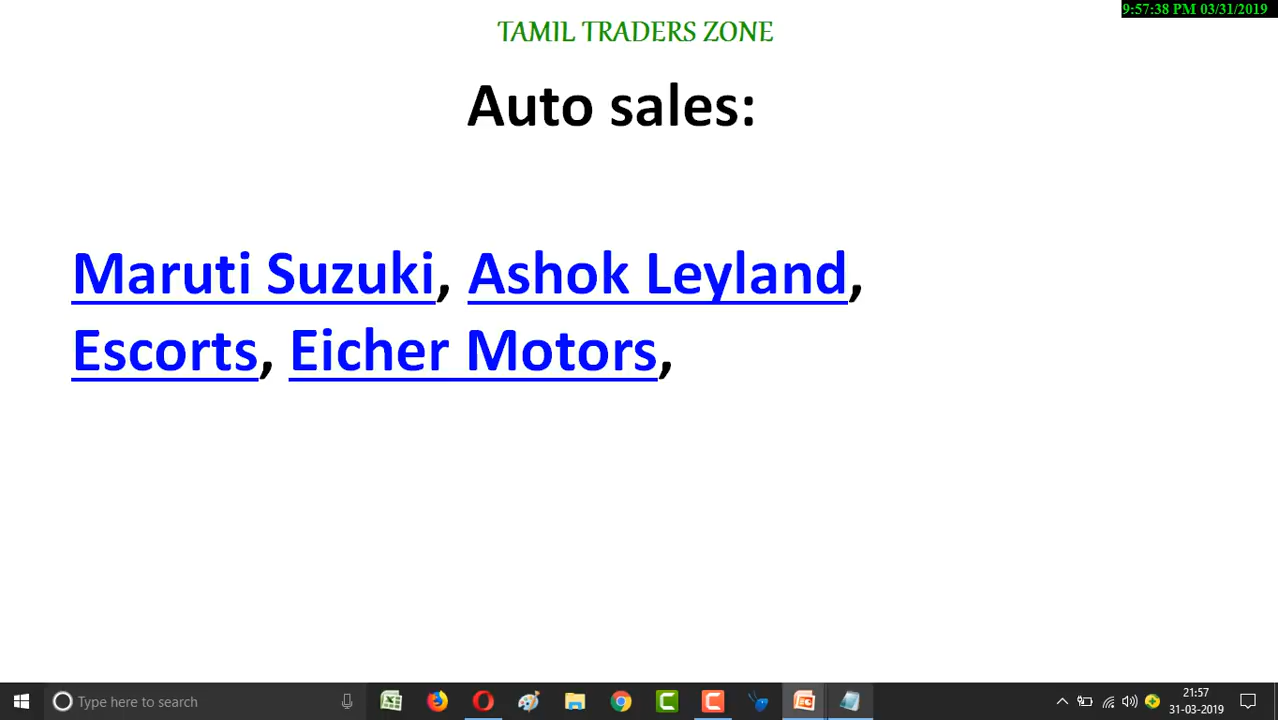 9:57:38 PM 03/31/2019
TAMIL TRADERS ZONE
Auto sales:
Maruti Suzuki, Ashok Leyland,
Escorts, Eicher Motors,
Type here to search
21:57
31-03-2019